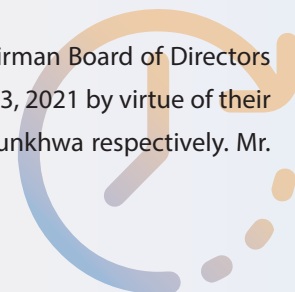 irman Board of Directors
3, 2021 by virtue of their
unkhwa respectively. Mr.